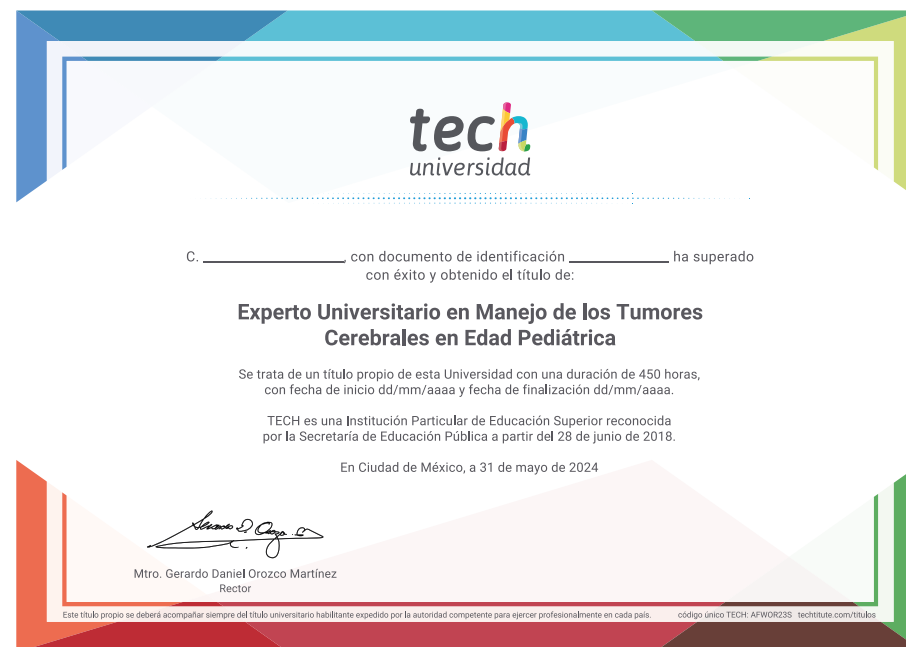 tech
universidad
C. ____________________, con documento de identificación ______________ ha superado
con éxito y obtenido el título de:
Experto Universitario en Manejo de los Tumores
Cerebrales en Edad Pediátrica
Se trata de un título propio de esta Universidad con una duración de 450 horas,
con fecha de inicio dd/mm/aaaa y fecha de finalización dd/mm/aaaa.
TECH es una Institución Particular de Educación Superior reconocida
por la Secretaría de Educación Pública a partir del 28 de junio de 2018.
En Ciudad de México, a 31 de mayo de 2024
Mtro. Gerardo Daniel Orozco Martínez
Rector
Este título propio se deberá acompañar siempre del título universitario habilitante expedido por la autoridad competente para ejercer profesionalmente en cada país. código único TECH: AFWOR23S techtitute.com/titulos